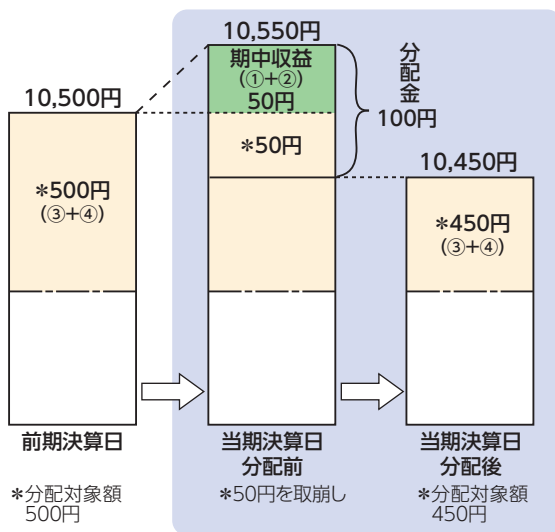 10,500円
*500円
(③+④)
前期決算日
*分配対象額
500円
10,550円
期中収益
(①+②)
50円
*50円
分配金
100円
当期決算日
分配前
*50円を取崩し
10,450円
*450円
(③+④)
当期決算日
分配後
*分配対象額
450円